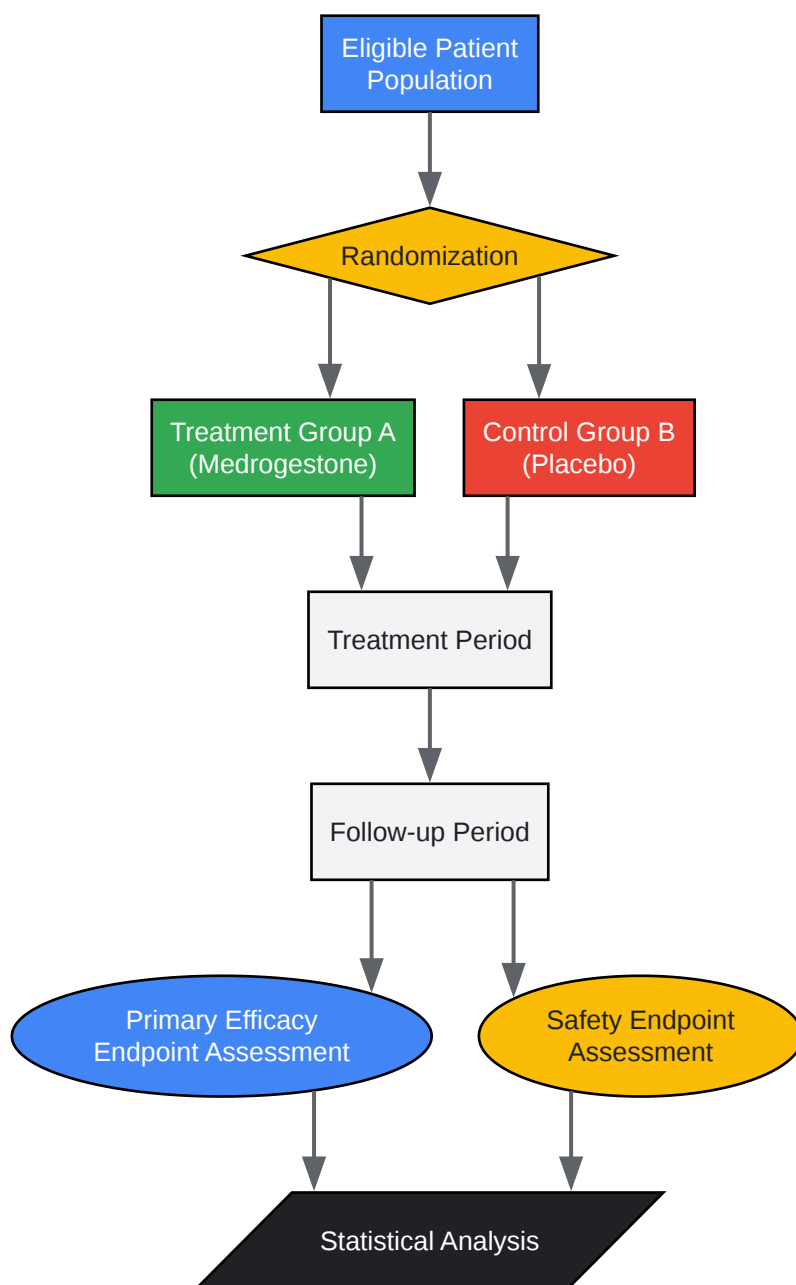 Eligible Patient
Population
Randomization
Treatment Group A
(Medrogestone)
Control Group B
(Placebo)
Treatment Period
Follow-up Period
Primary Efficacy
Endpoint Assessment
Safety Endpoint
Assessment
Statistical Analysis